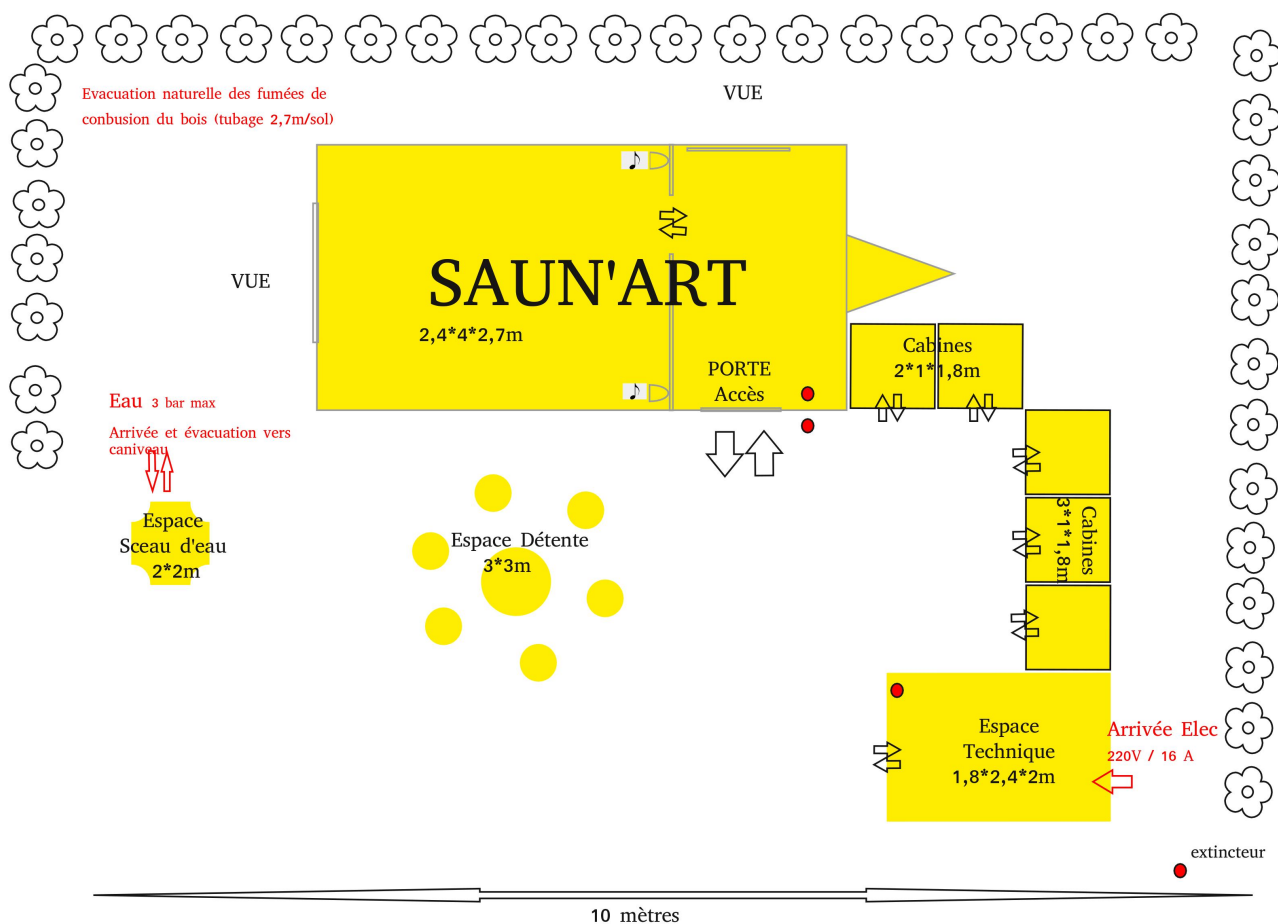 Evacuation naturelle des fumées de
conbusion du bois (tubage 2,7m/sol)
VUE
VUE
SAUN'ART
2,4*4*2,7m
PORTE
Accès
Cabines
2*1*1,8m
Eau 3 bar max
Arrivée et évacuation vers
caniveau
Espace
Sceau d'eau
2*2m
Espace Détente
3*3m
Cabines
3*1*1,8m
Espace
Technique
1,8*2,4*2m
Arrivée Elec
220V / 16 A
extincteur
10 mètres